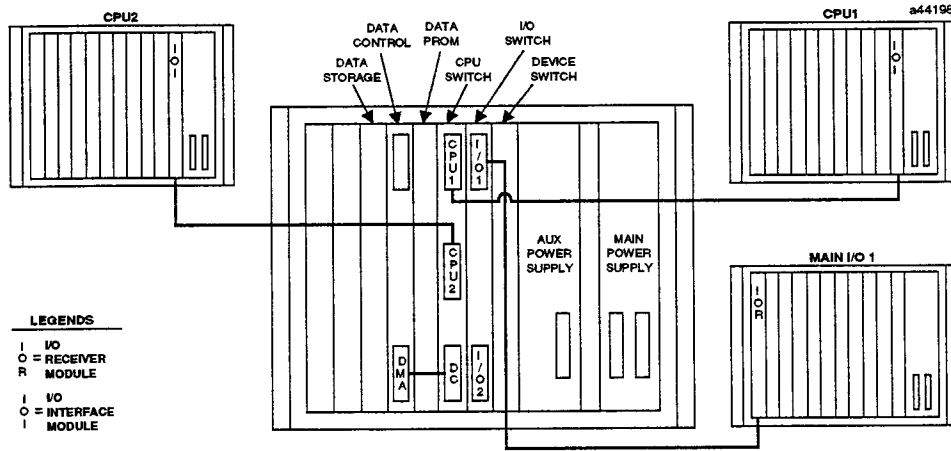 CPU2
CPU1
a44198
DATA CONTROL
DATA PROM
I/O SWITCH
DATA STORAGE
CPU SWITCH
DEVICE SWITCH
I
O
I
I
O
I
CPU1
I/O1
CPU2
AUX POWER SUPPLY
MAIN POWER SUPPLY
MAIN I/O 1
I
O
R
DMA
DC
I/O2
LEGENDS
I I/O
O = RECEIVER
R MODULE
I I/O
O = INTERFACE
I MODULE